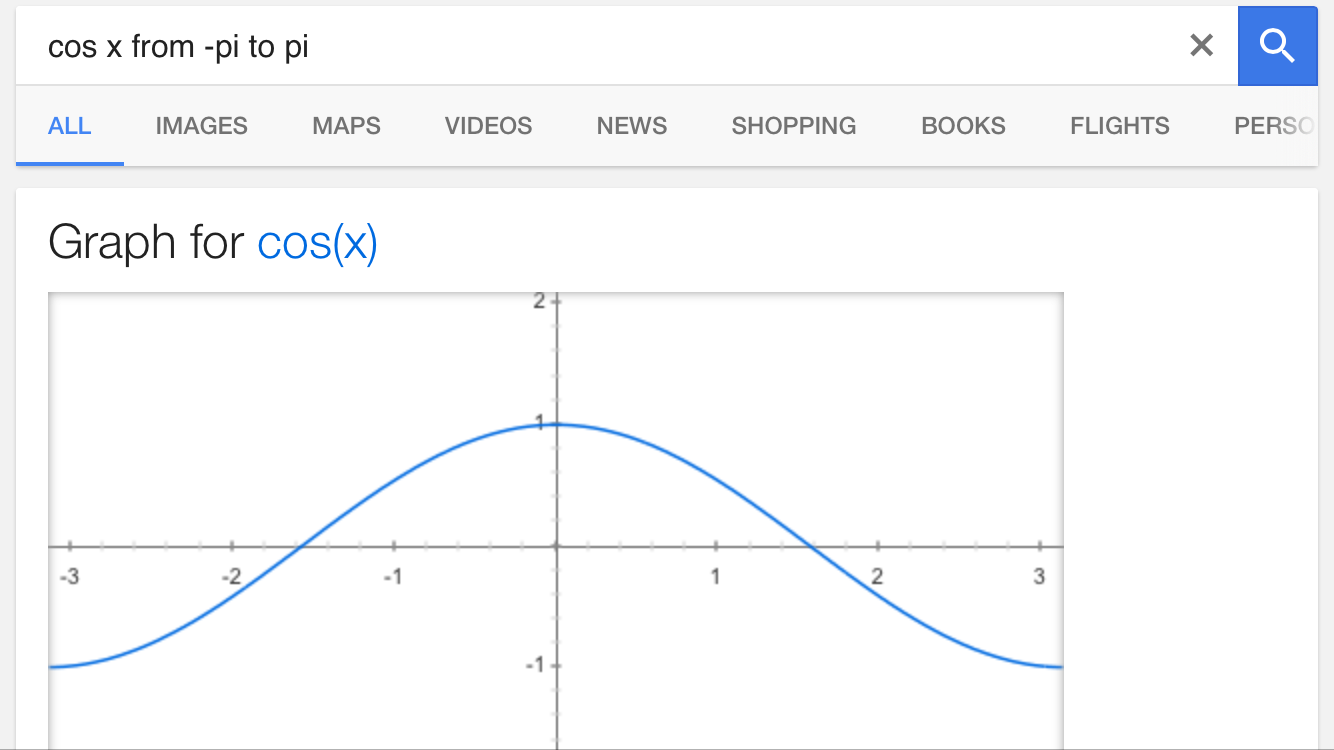 cos x from -pi to pi
ALL IMAGES MAPS VIDEOS NEWS SHOPPING BOOKS FLIGHTS PERSO
Graph for cos(x)
2
1
-3 -2 -1 1 2 3
-1